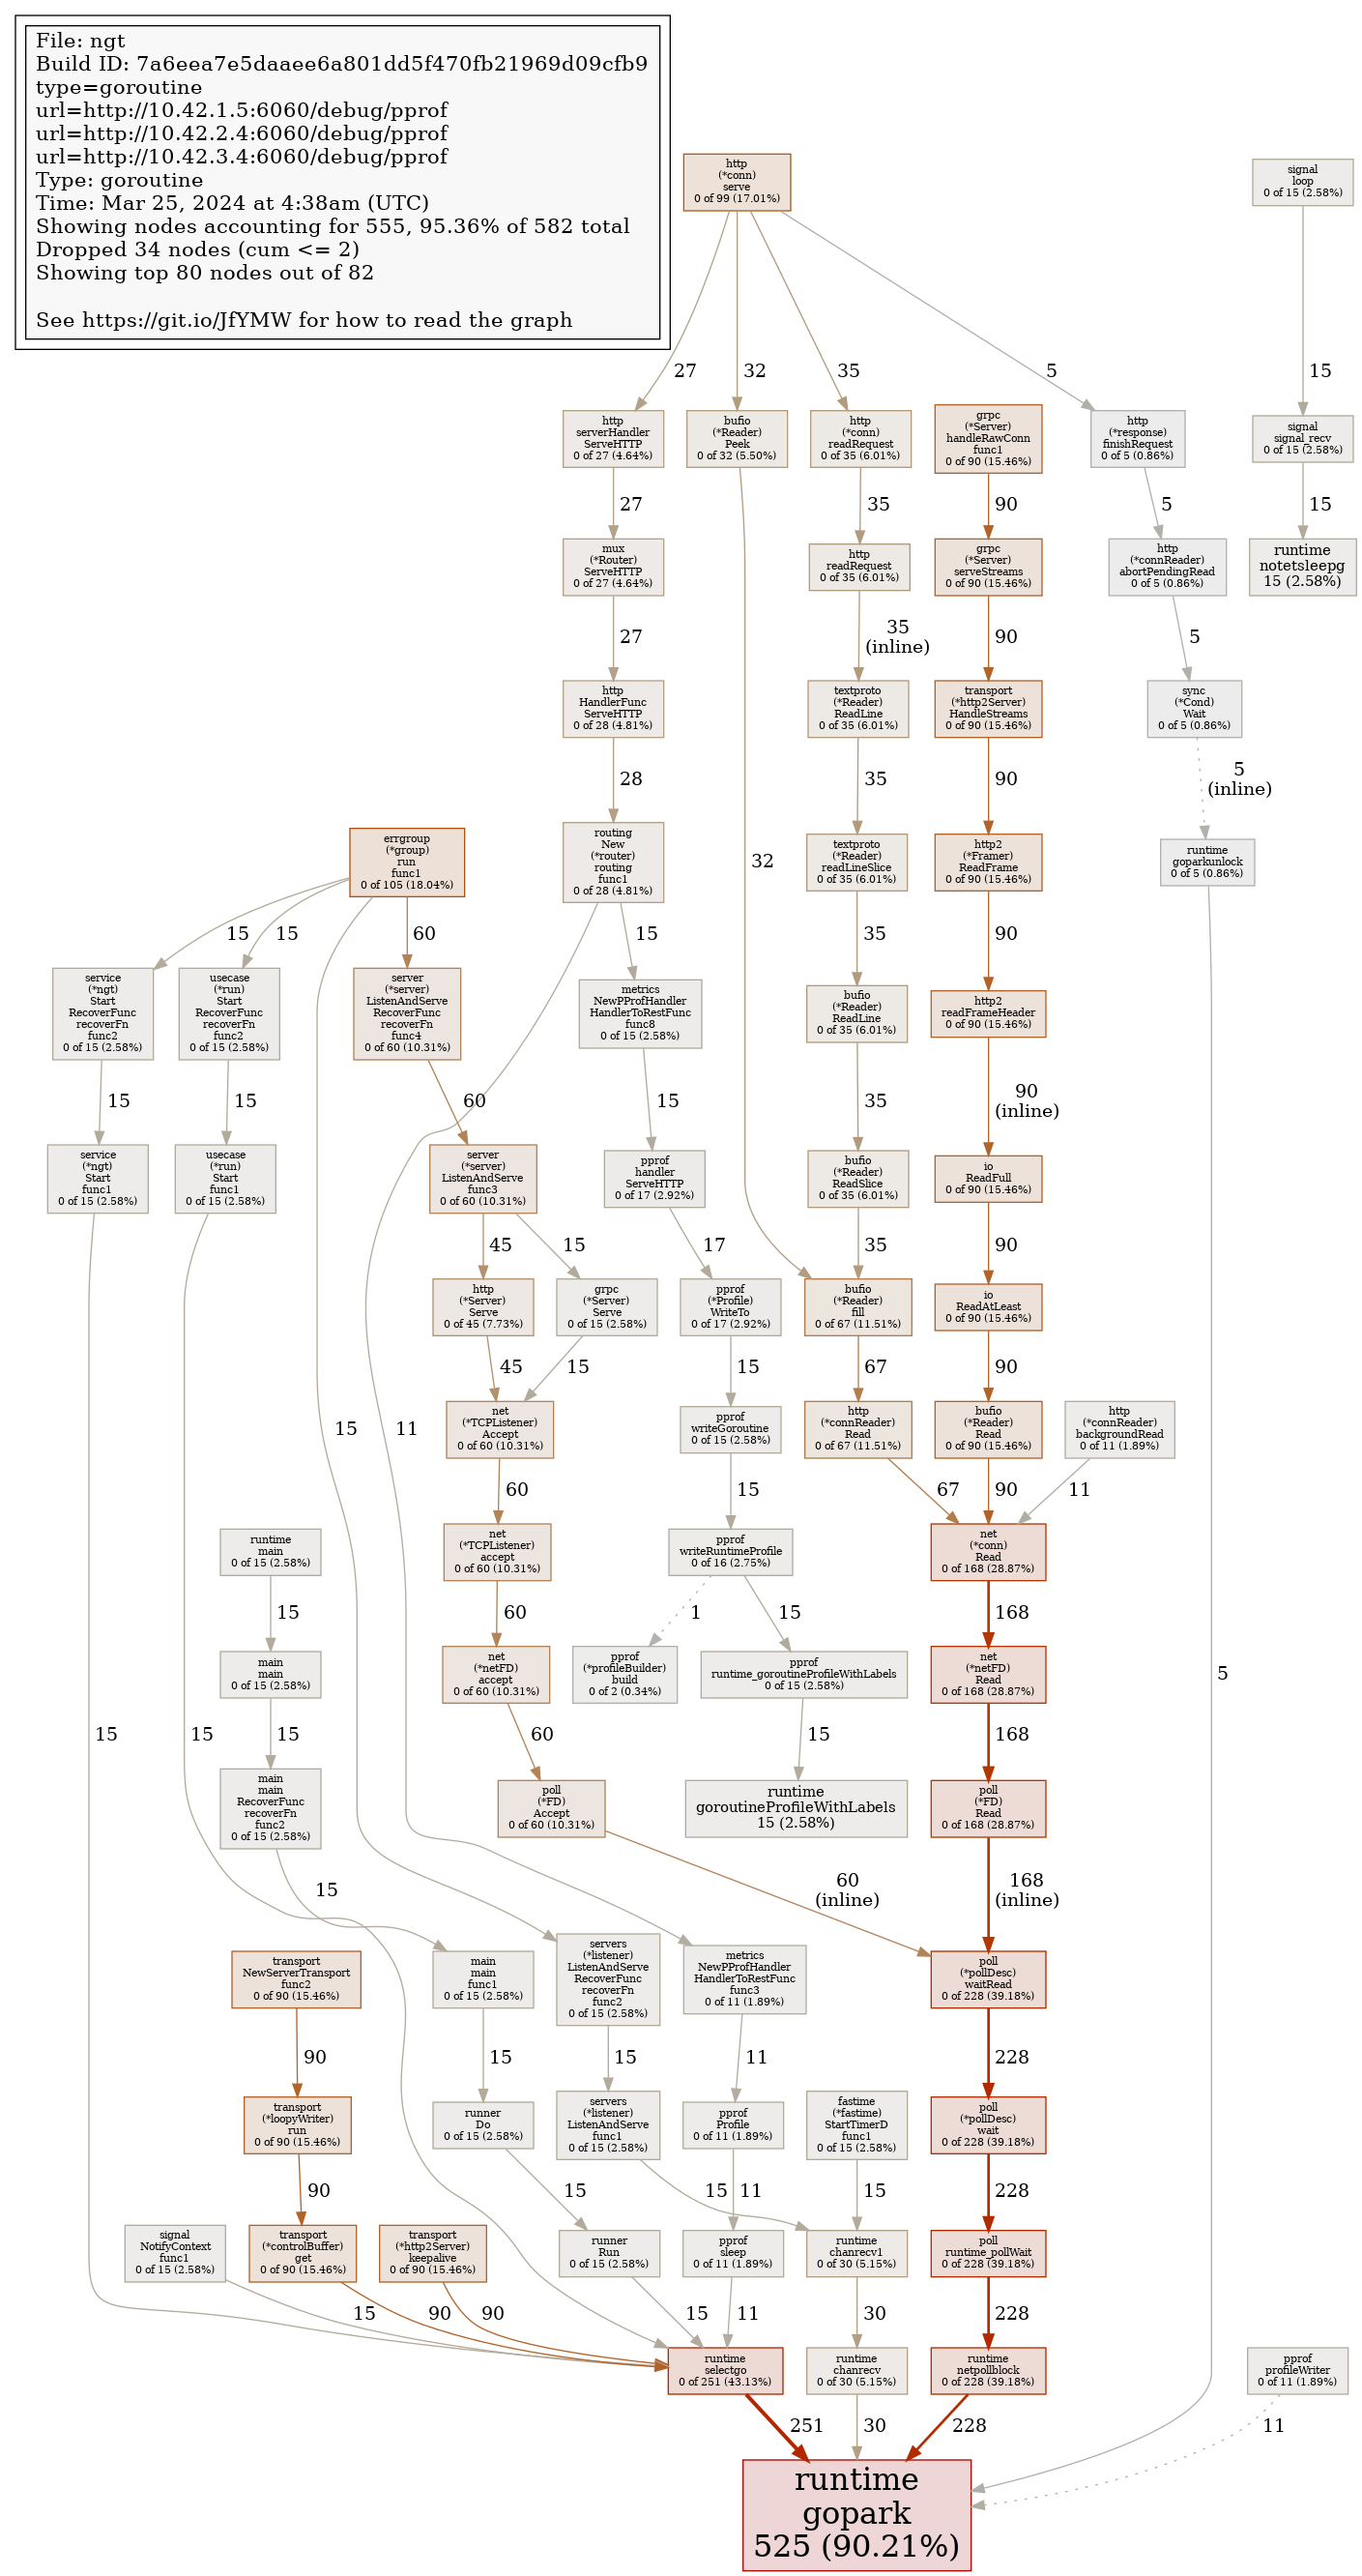 File: ngt
Build ID: 7a6eea7e5daaee6a801dd5f470fb21969d09cfb9
type=goroutine
url=http://10.42.1.5:6060/debug/pprof
url=http://10.42.2.4:6060/debug/pprof
url=http://10.42.3.4:6060/debug/pprof
Type: goroutine
Time: Mar 25, 2024 at 4:38am (UTC)
Showing nodes accounting for 555, 95.36% of 582 total
Dropped 34 nodes (cum <= 2)
Showing top 80 nodes out of 82
See https://git.io/JfYMW for how to read the graph
http
(*conn)
serve
0 of 99 (17.01%)
signal
loop
0 of 15 (2.58%)
27
32
35
5
15
http
serverHandler
ServeHTTP
0 of 27 (4.64%)
bufio
(*Reader)
Peek
0 of 32 (5.50%)
http
(*conn)
readRequest
0 of 35 (6.01%)
grpc
(*Server)
handleRawConn
func1
0 of 90 (15.46%)
http
(*response)
finishRequest
0 of 5 (0.86%)
signal
signal_recv
0 of 15 (2.58%)
27
35
90
5
15
mux
(*Router)
ServeHTTP
0 of 27 (4.64%)
http
readRequest
0 of 35 (6.01%)
grpc
(*Server)
serveStreams
0 of 90 (15.46%)
http
(*connReader)
abortPendingRead
0 of 5 (0.86%)
runtime
notetsleepg
15 (2.58%)
27
35
(inline)
90
5
http
HandlerFunc
ServeHTTP
0 of 28 (4.81%)
textproto
(*Reader)
ReadLine
0 of 35 (6.01%)
transport
(*http2Server)
HandleStreams
0 of 90 (15.46%)
sync
(*Cond)
Wait
0 of 5 (0.86%)
28
35
90
5
(inline)
errgroup
(*group)
run
func1
0 of 105 (18.04%)
routing
New
(*router)
routing
func1
0 of 28 (4.81%)
32
textproto
(*Reader)
readLineSlice
0 of 35 (6.01%)
http2
(*Framer)
ReadFrame
0 of 90 (15.46%)
runtime
goparkunlock
0 of 5 (0.86%)
15
15
60
15
35
90
service
(*ngt)
Start
RecoverFunc
recoverFn
func2
0 of 15 (2.58%)
usecase
(*run)
Start
RecoverFunc
recoverFn
func2
0 of 15 (2.58%)
server
(*server)
ListenAndServe
RecoverFunc
recoverFn
func4
0 of 60 (10.31%)
metrics
NewPProfHandler
HandlerToRestFunc
func8
0 of 15 (2.58%)
bufio
(*Reader)
ReadLine
0 of 35 (6.01%)
http2
readFrameHeader
0 of 90 (15.46%)
15
15
60
15
35
90
(inline)
service
(*ngt)
Start
func1
0 of 15 (2.58%)
usecase
(*run)
Start
func1
0 of 15 (2.58%)
server
(*server)
ListenAndServe
func3
0 of 60 (10.31%)
pprof
handler
ServeHTTP
0 of 17 (2.92%)
bufio
(*Reader)
ReadSlice
0 of 35 (6.01%)
io
ReadFull
0 of 90 (15.46%)
45
15
17
35
90
http
(*Server)
Serve
0 of 45 (7.73%)
grpc
(*Server)
Serve
0 of 15 (2.58%)
pprof
(*Profile)
WriteTo
0 of 17 (2.92%)
bufio
(*Reader)
fill
0 of 67 (11.51%)
io
ReadAtLeast
0 of 90 (15.46%)
45
15
15
67
90
15
11
net
(*TCPListener)
Accept
0 of 60 (10.31%)
pprof
writeGoroutine
0 of 15 (2.58%)
http
(*connReader)
Read
0 of 67 (11.51%)
bufio
(*Reader)
Read
0 of 90 (15.46%)
http
(*connReader)
backgroundRead
0 of 11 (1.89%)
60
15
67
90
11
runtime
main
0 of 15 (2.58%)
net
(*TCPListener)
accept
0 of 60 (10.31%)
pprof
writeRuntimeProfile
0 of 16 (2.75%)
net
(*conn)
Read
0 of 168 (28.87%)
15
60
1
15
168
main
main
0 of 15 (2.58%)
net
(*netFD)
accept
0 of 60 (10.31%)
pprof
(*profileBuilder)
build
0 of 2 (0.34%)
pprof
runtime_goroutineProfileWithLabels
0 of 15 (2.58%)
net
(*netFD)
Read
0 of 168 (28.87%)
5
15
15
15
60
15
168
main
main
RecoverFunc
recoverFn
func2
0 of 15 (2.58%)
poll
(*FD)
Accept
0 of 60 (10.31%)
runtime
goroutineProfileWithLabels
15 (2.58%)
poll
(*FD)
Read
0 of 168 (28.87%)
15
60
(inline)
168
(inline)
transport
NewServerTransport
func2
0 of 90 (15.46%)
main
main
func1
0 of 15 (2.58%)
servers
(*listener)
ListenAndServe
RecoverFunc
recoverFn
func2
0 of 15 (2.58%)
metrics
NewPProfHandler
HandlerToRestFunc
func3
0 of 11 (1.89%)
poll
(*pollDesc)
waitRead
0 of 228 (39.18%)
90
15
15
11
228
transport
(*loopyWriter)
run
0 of 90 (15.46%)
runner
Do
0 of 15 (2.58%)
servers
(*listener)
ListenAndServe
func1
0 of 15 (2.58%)
pprof
Profile
0 of 11 (1.89%)
fastime
(*fastime)
StartTimerD
func1
0 of 15 (2.58%)
poll
(*pollDesc)
wait
0 of 228 (39.18%)
90
15
15
11
15
228
signal
NotifyContext
func1
0 of 15 (2.58%)
transport
(*controlBuffer)
get
0 of 90 (15.46%)
transport
(*http2Server)
keepalive
0 of 90 (15.46%)
runner
Run
0 of 15 (2.58%)
pprof
sleep
0 of 11 (1.89%)
runtime
chanrecv1
0 of 30 (5.15%)
poll
runtime_pollWait
0 of 228 (39.18%)
15
90
90
15
11
30
228
runtime
selectgo
0 of 251 (43.13%)
runtime
chanrecv
0 of 30 (5.15%)
runtime
netpollblock
0 of 228 (39.18%)
pprof
profileWriter
0 of 11 (1.89%)
251
30
228
11
runtime
gopark
525 (90.21%)